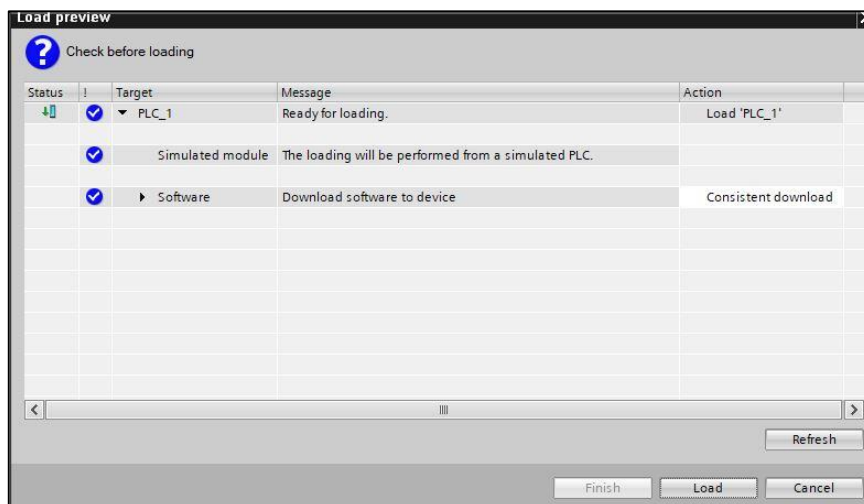 Load preview
Check before loading
Status ! Target Message Action
PLC_1 Ready for loading. Load 'PLC_1'
Simulated module The loading will be performed from a simulated PLC.
Software Download software to device Consistent download
Refresh
Finish Load Cancel